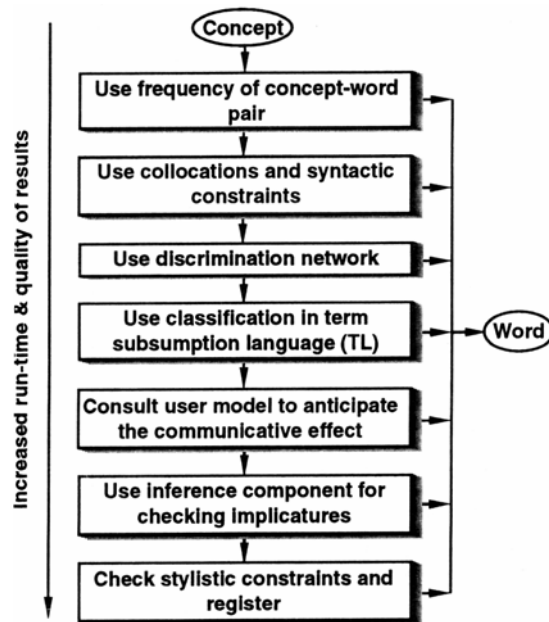 Concept
Use frequency of concept-word
pair
Use collocations and syntactic
constraints
Use discrimination network
Use classification in term
subsumption language (TL)
Word
Consult user model to anticipate
the communicative effect
Use inference component for
checking implicatures
Check stylistic constraints and
register
Increased run-time & quality of results